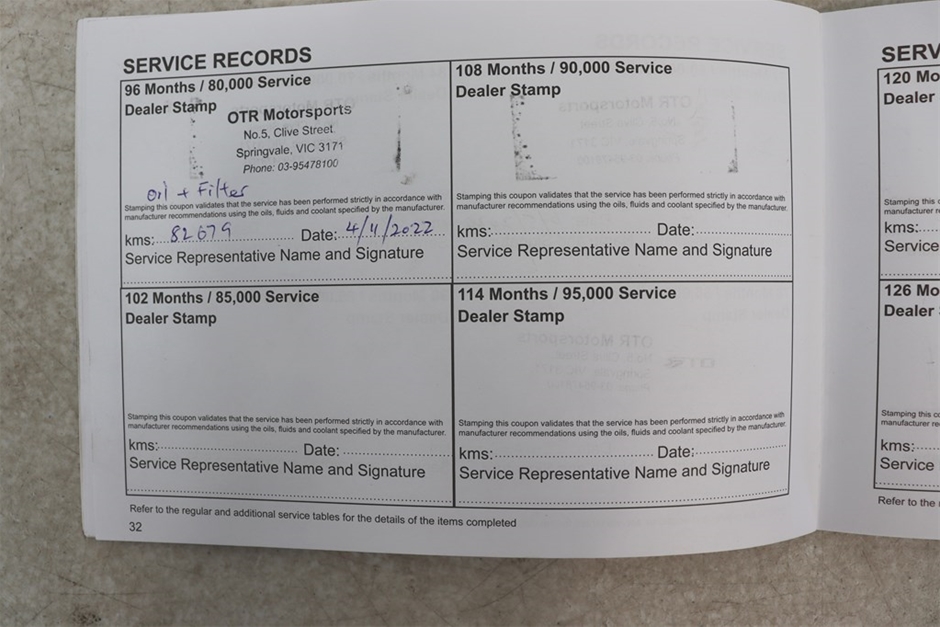 SERVICE RECORDS
96 Months / 80,000 Service
Dealer Stamp
OTR Motorsports
No.5, Clive Street
Springvale, VIC 3171
Phone: 03-95478100
Oil + Filter
Stamping this coupon validates that the service has been performed strictly in accordance with
manufacturer recommendations using the oils, fluids and coolant specified by the manufacturer.
kms: 82679 Date: 4/11/2022
Service Representative Name and Signature
108 Months / 90,000 Service
Dealer Stamp
Stamping this coupon validates that the service has been performed strictly in accordance with
manufacturer recommendations using the oils, fluids and coolant specified by the manufacturer.
kms: Date:
Service Representative Name and Signature
102 Months / 85,000 Service
Dealer Stamp
Stamping this coupon validates that the service has been performed strictly in accordance with
manufacturer recommendations using the oils, fluids and coolant specified by the manufacturer.
kms: Date:
Service Representative Name and Signature
114 Months / 95,000 Service
Dealer Stamp
Stamping this coupon validates that the service has been performed strictly in accordance with
manufacturer recommendations using the oils, fluids and coolant specified by the manufacturer.
kms: Date:
Service Representative Name and Signature
Refer to the regular and additional service tables for the details of the items completed
32
SERV
120 Mo
Dealer
Stamping this
manufacturer
kms:
Service
126 Mo
Dealer
Stamping this
manufacturer
kms:
Service
Refer to the